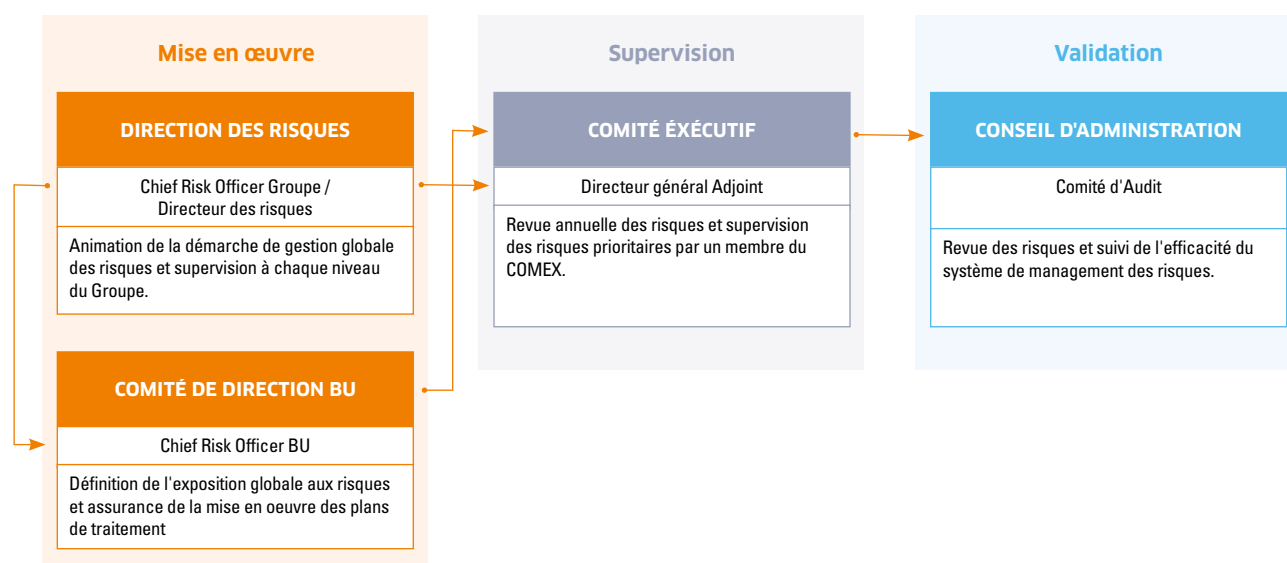 Mise en œuvre
DIRECTION DES RISQUES
Chief Risk Officer Groupe /
Directeur des risques
Animation de la démarche de gestion globale
des risques et supervision à chaque niveau
du Groupe.
COMITÉ DE DIRECTION BU
Chief Risk Officer BU
Définition de l'exposition globale aux risques
et assurance de la mise en oeuvre des plans
de traitement
Supervision
COMITÉ ÉXÉCUTIF
Directeur général Adjoint
Revue annuelle des risques et supervision
des risques prioritaires par un membre du
COMEX.
Validation
CONSEIL D'ADMINISTRATION
Comité d'Audit
Revue des risques et suivi de l'efficacité du
système de management des risques.